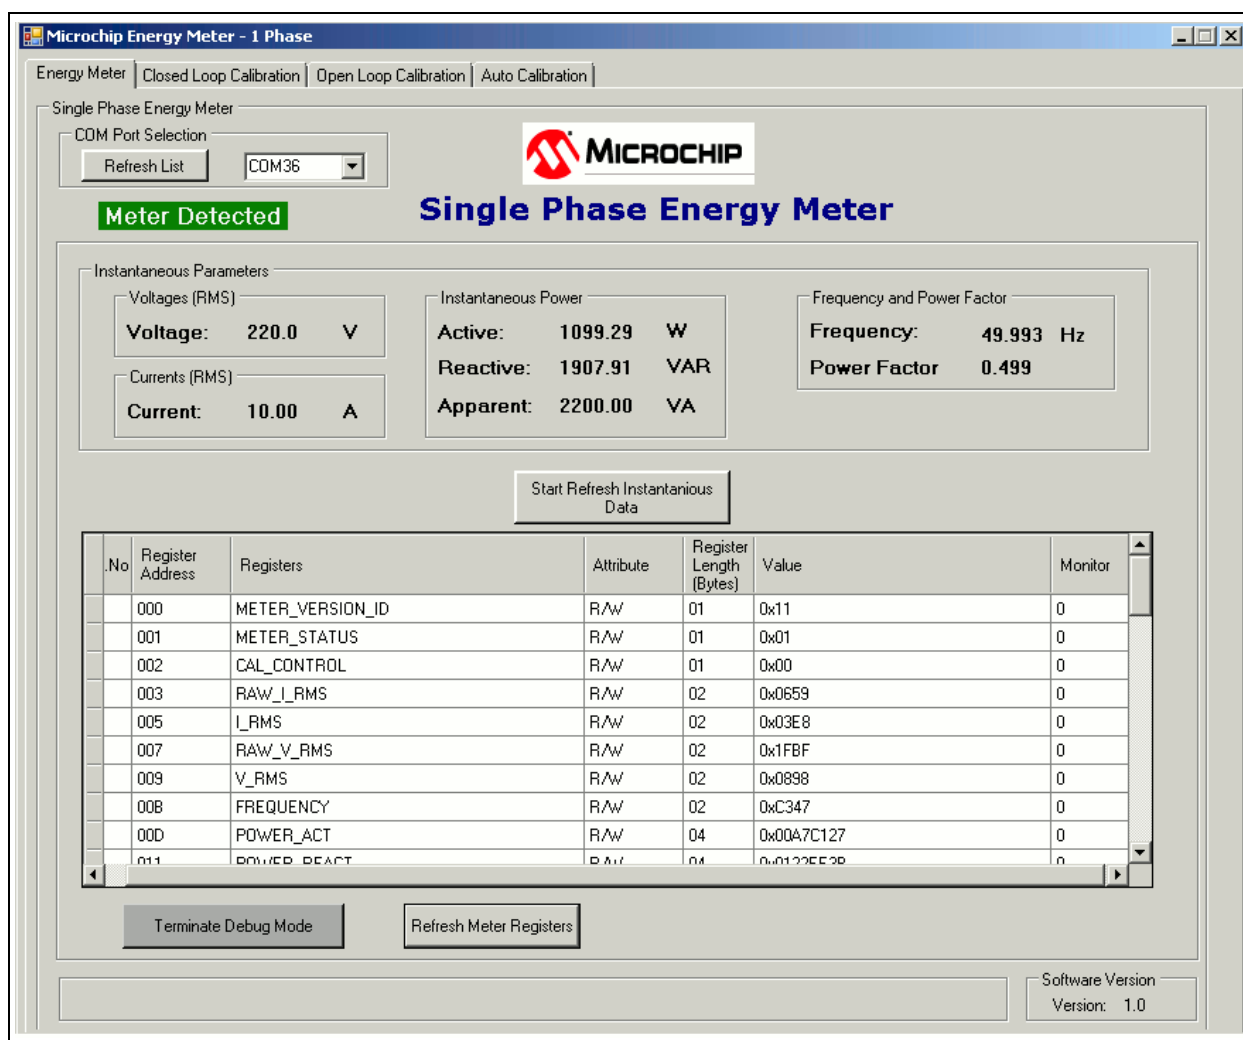 Microchip Energy Meter - 1 Phase
Energy Meter Closed Loop Calibration Open Loop Calibration Auto Calibration
Single Phase Energy Meter
COM Port Selection
Refresh List COM36
MICROCHIP
Meter Detected
Single Phase Energy Meter
Instantaneous Parameters
Voltages (RMS)
Voltage: 220.0 V
Currents (RMS)
Current: 10.00 A
Instantaneous Power
Active: 1099.29 W
Reactive: 1907.91 VAR
Apparent: 2200.00 VA
Frequency and Power Factor
Frequency: 49.993 Hz
Power Factor 0.499
Start Refresh Instantanious
Data
.No Register Address Registers Attribute Register Length (Bytes) Value Monitor
000 METER_VERSION_ID R/W 01 0x11 0
001 METER_STATUS R/W 01 0x01 0
002 CAL_CONTROL R/W 01 0x00 0
003 RAW_I_RMS R/W 02 0x0659 0
005 I_RMS R/W 02 0x03E8 0
007 RAW_V_RMS R/W 02 0x1FBF 0
009 V_RMS R/W 02 0x0898 0
00B FREQUENCY R/W 02 0xC347 0
00D POWER_ACT R/W 04 0x00A7C127 0
011 POWER_REACT R/W 04 0
Terminate Debug Mode Refresh Meter Registers
Software Version
Version: 1.0